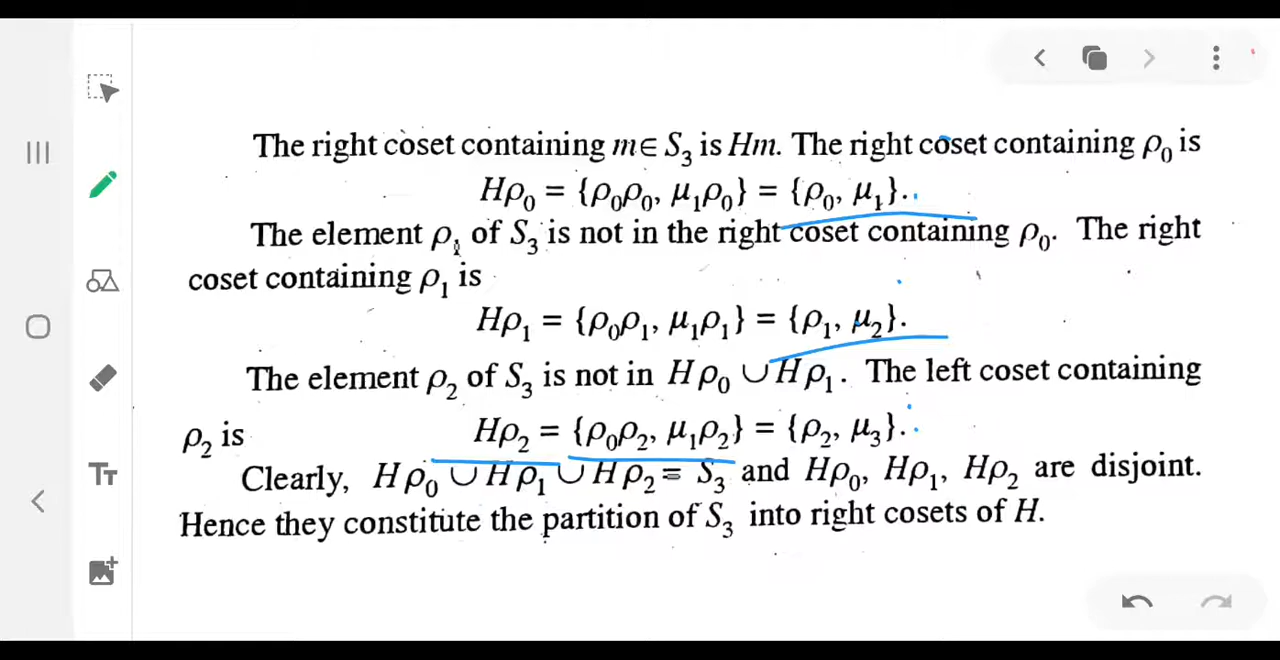 The right coset containing m∈ S₃ is Hm. The right coset containing ρ₀ is
Hρ₀ = {ρ₀ρ₀, μ₁ρ₀} = {ρ₀, μ₁}.
The element ρ₁ of S₃ is not in the right coset containing ρ₀. The right
coset containing ρ₁ is
Hρ₁ = {ρ₀ρ₁, μ₁ρ₁} = {ρ₁, μ₂}.
The element ρ₂ of S₃ is not in Hρ₀ ∪ Hρ₁. The left coset containing
ρ₂ is Hρ₂ = {ρ₀ρ₂, μ₁ρ₂} = {ρ₂, μ₃}.
Clearly, Hρ₀ ∪ Hρ₁ ∪ Hρ₂ = S₃ and Hρ₀, Hρ₁, Hρ₂ are disjoint.
Hence they constitute the partition of S₃ into right cosets of H.
Tт